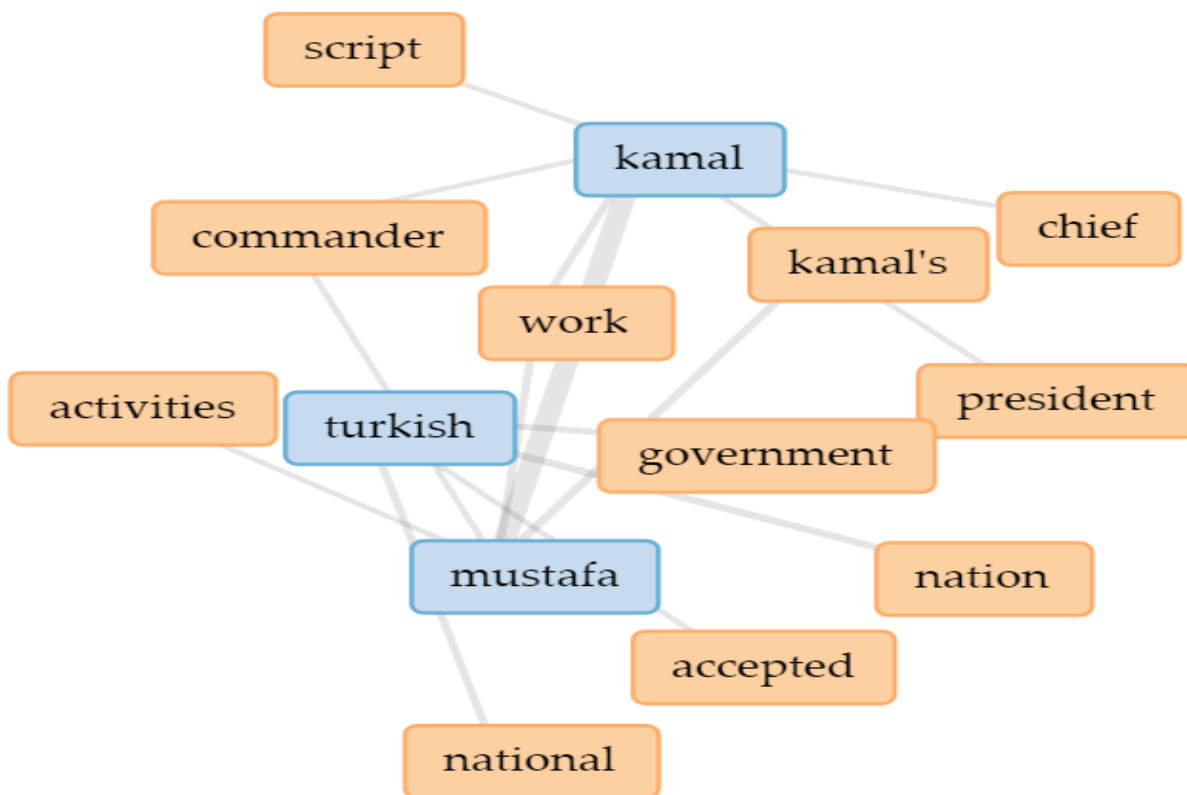 script
kamal
commander
chief
kamal's
work
activities
president
turkish
government
mustafa
nation
accepted
national